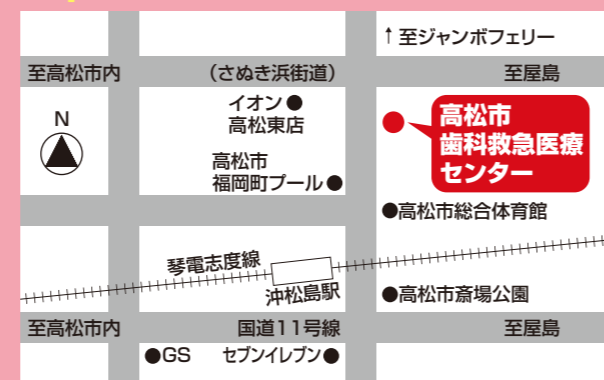 ↑至ジャンボフェリー
至高松市内
(さぬき浜街道)
至屋島
N
イオン●
高松東店
高松市
歯科救急医療
センター
高松市
福岡町プール●
●高松市総合体育館
琴電志度線
沖松島駅
●高松市斎場公園
至高松市内
国道11号線
至屋島
●GS
セブンイレブン●